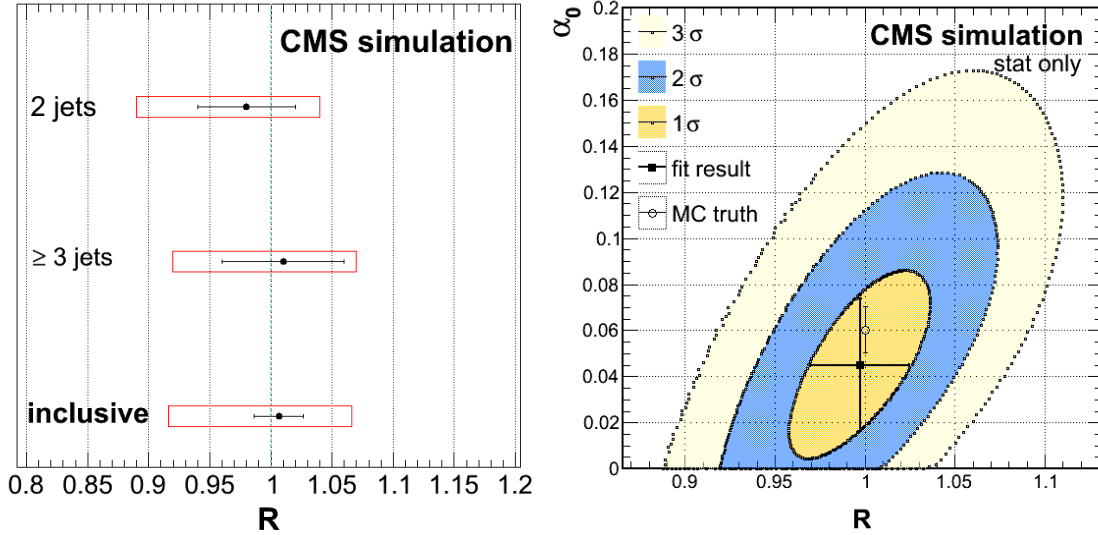 CMS simulation
2 jets
≥ 3 jets
inclusive
0.8 0.85 0.9 0.95 1 1.05 1.1 1.15 1.2
R
α0
0.2
0.18
0.16
0.14
0.12
0.1
0.08
0.06
0.04
0.02
0
CMS simulation
stat only
3 σ
2 σ
1 σ
fit result
MC truth
0.9 0.95 1 1.05 1.1
R